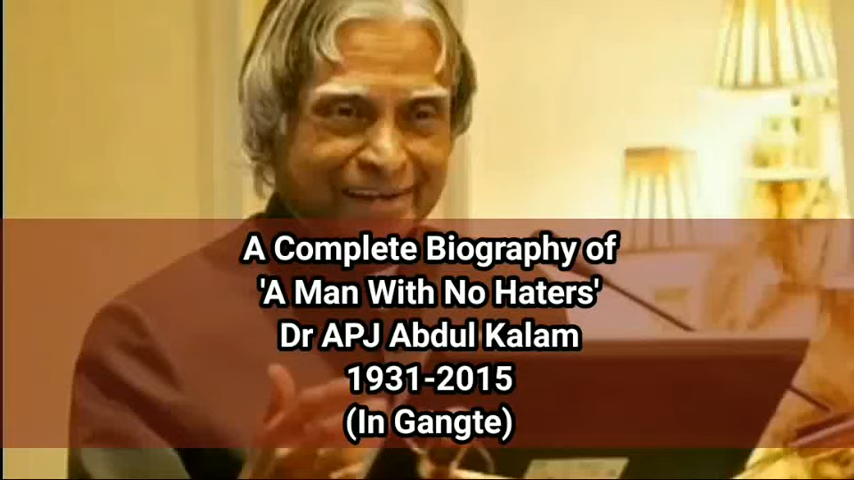 A Complete Biography of
'A Man With No Haters'
Dr APJ Abdul Kalam
1931-2015
(In Gangte)